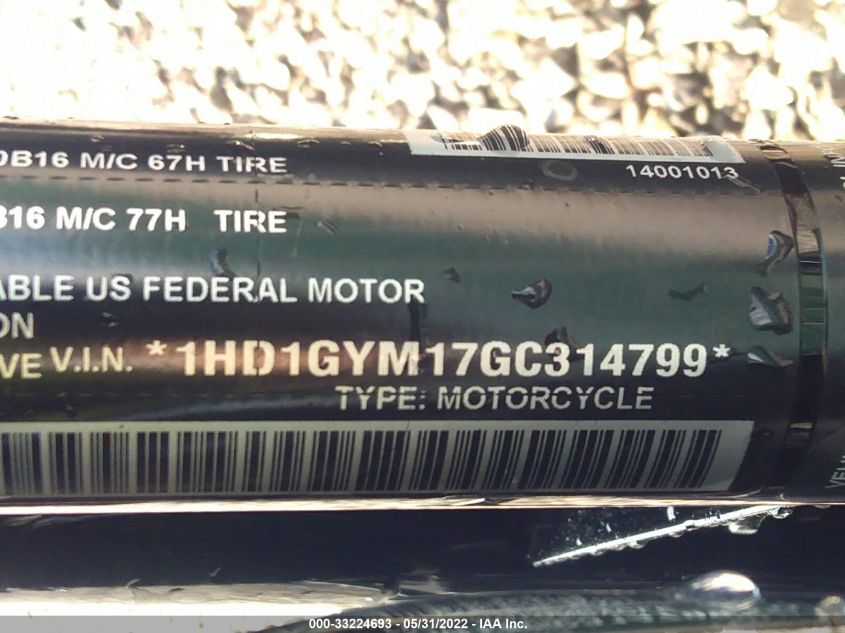 0B16 M/C 67H TIRE
14001013
B16 M/C 77H TIRE
ABLE US FEDERAL MOTOR
ON
VE V.I.N. *1HD1GYM17GC314799*
TYPE: MOTORCYCLE
000-33224693 - 05/31/2022 - IAA Inc.